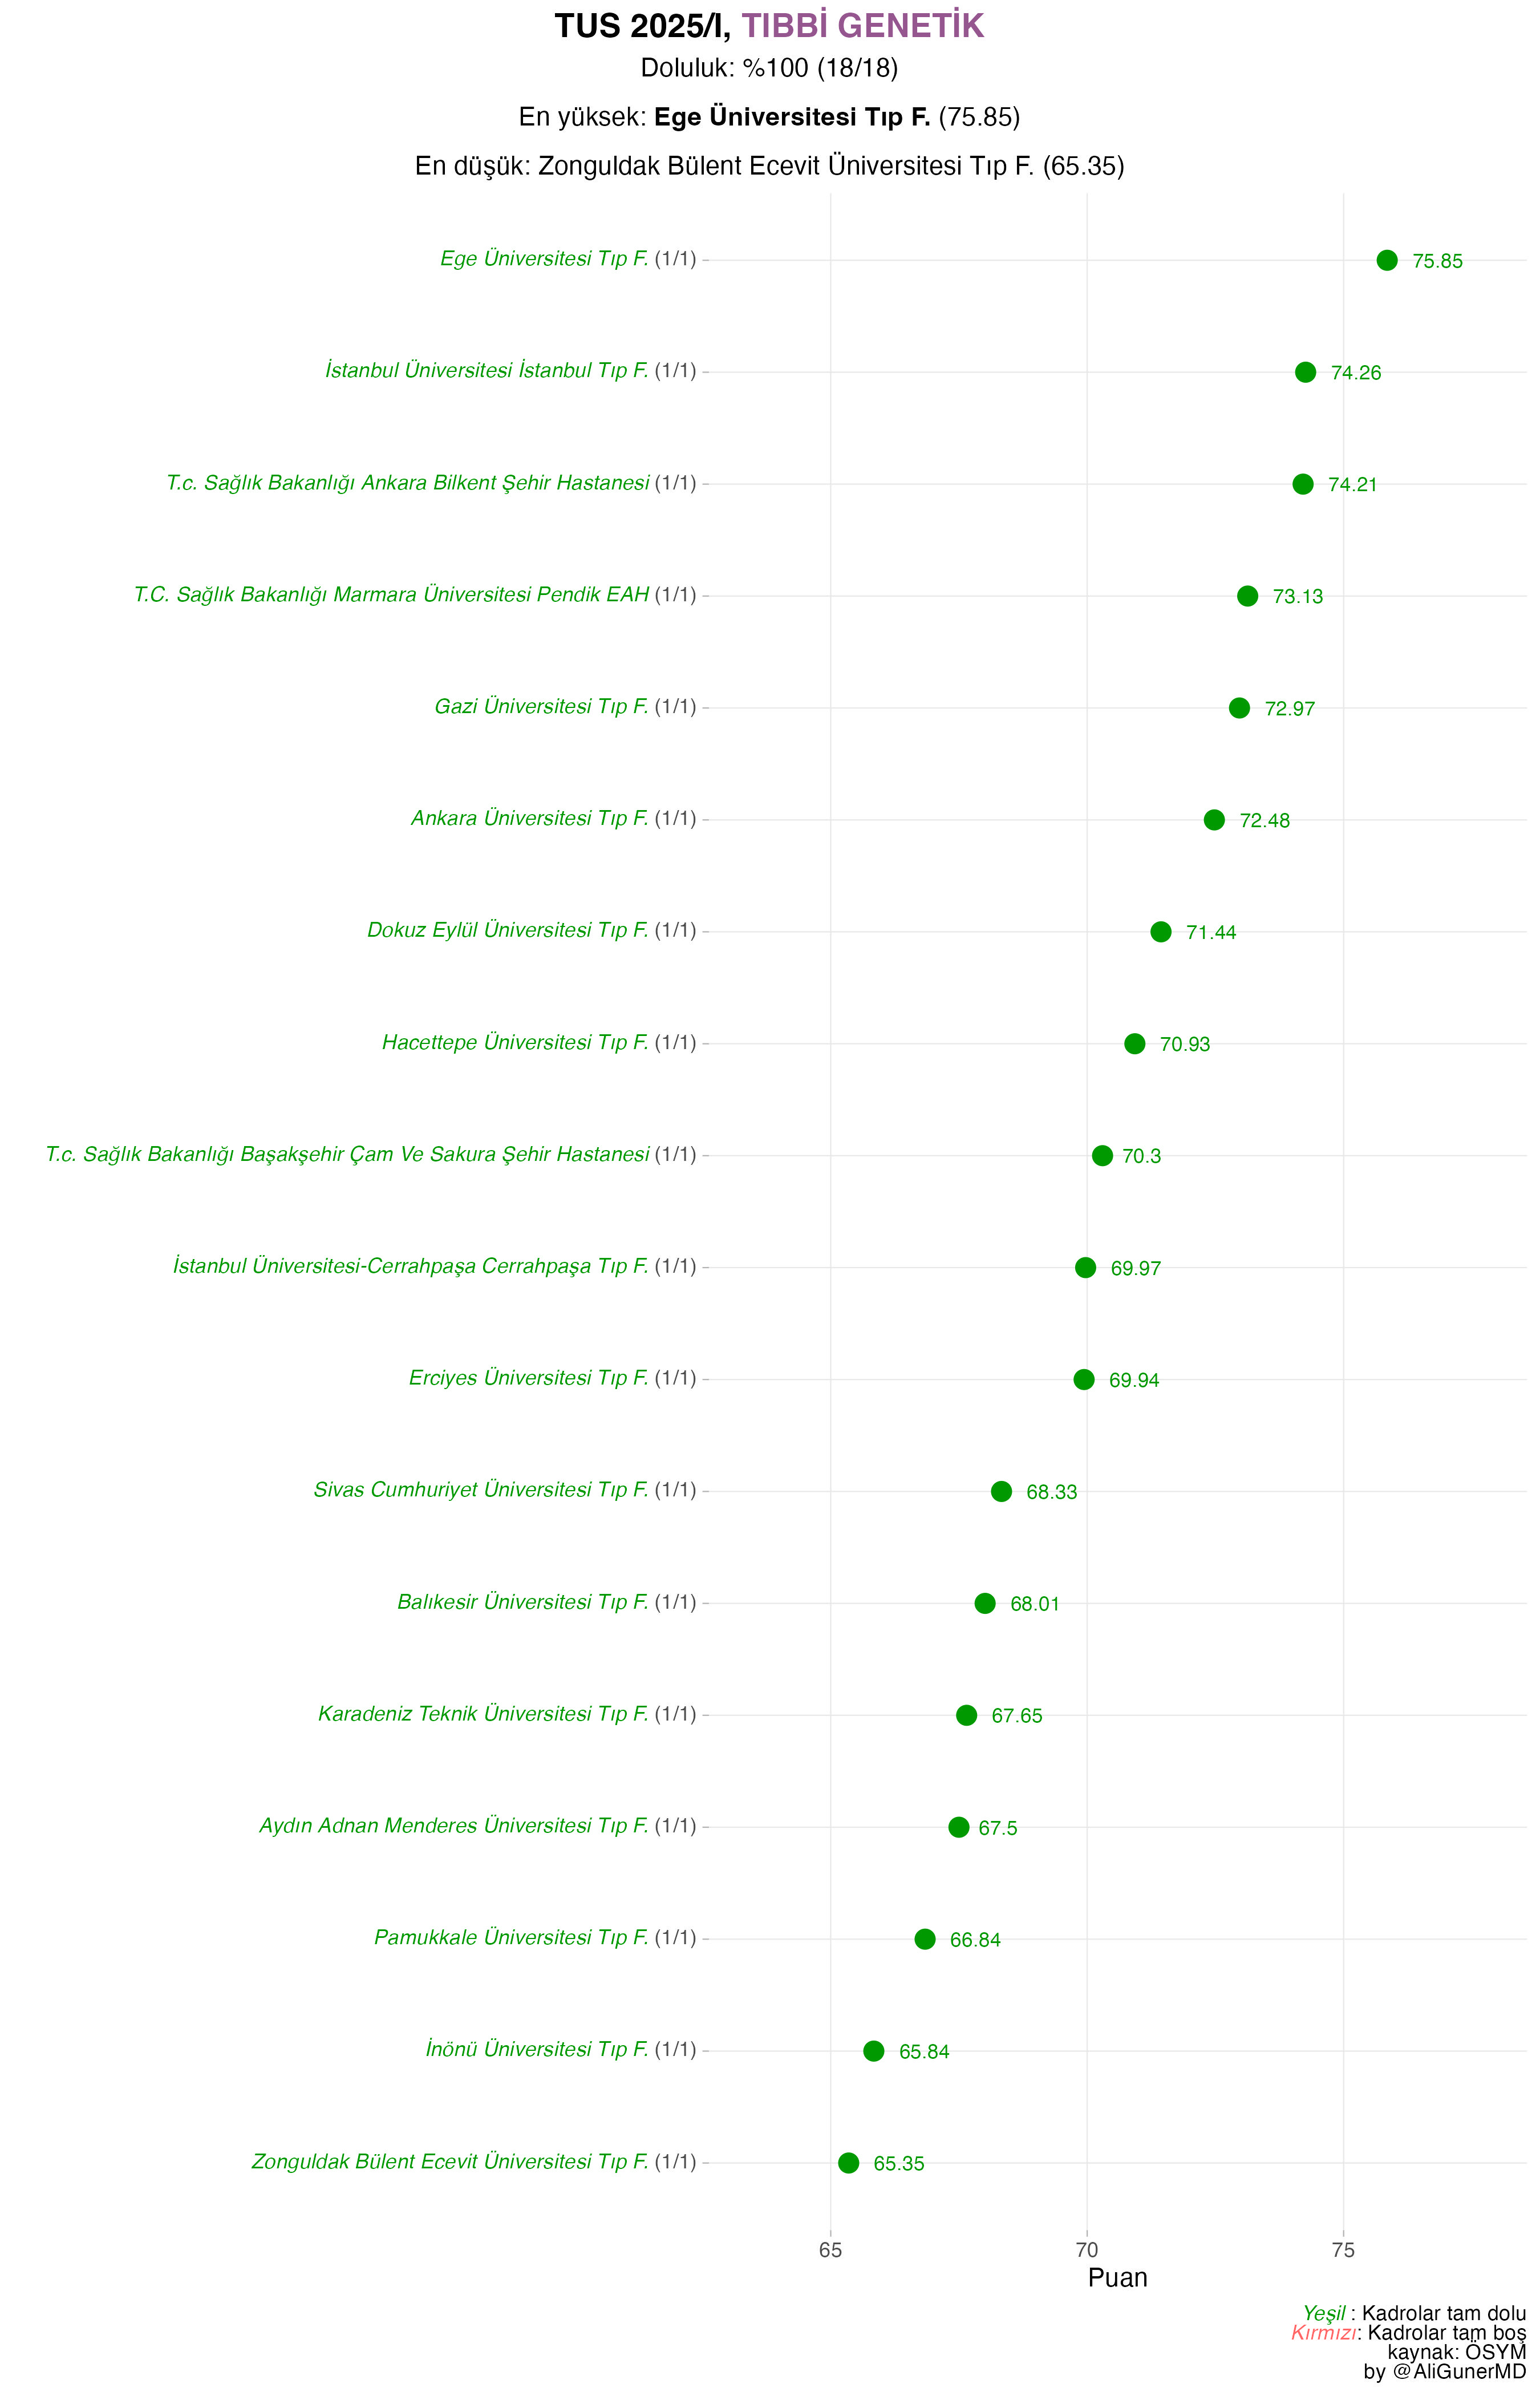 TUS 2025/I, TIBBİ GENETİK
Doluluk: %100 (18/18)
En yüksek: Ege Üniversitesi Tıp F. (75.85)
En düşük: Zonguldak Bülent Ecevit Üniversitesi Tıp F. (65.35)
Ege Üniversitesi Tıp F. (1/1) 75.85
İstanbul Üniversitesi İstanbul Tıp F. (1/1) 74.26
T.c. Sağlık Bakanlığı Ankara Bilkent Şehir Hastanesi (1/1) 74.21
T.C. Sağlık Bakanlığı Marmara Üniversitesi Pendik EAH (1/1) 73.13
Gazi Üniversitesi Tıp F. (1/1) 72.97
Ankara Üniversitesi Tıp F. (1/1) 72.48
Dokuz Eylül Üniversitesi Tıp F. (1/1) 71.44
Hacettepe Üniversitesi Tıp F. (1/1) 70.93
T.c. Sağlık Bakanlığı Başakşehir Çam Ve Sakura Şehir Hastanesi (1/1) 70.3
İstanbul Üniversitesi-Cerrahpaşa Cerrahpaşa Tıp F. (1/1) 69.97
Erciyes Üniversitesi Tıp F. (1/1) 69.94
Sivas Cumhuriyet Üniversitesi Tıp F. (1/1) 68.33
Balıkesir Üniversitesi Tıp F. (1/1) 68.01
Karadeniz Teknik Üniversitesi Tıp F. (1/1) 67.65
Aydın Adnan Menderes Üniversitesi Tıp F. (1/1) 67.5
Pamukkale Üniversitesi Tıp F. (1/1) 66.84
İnönü Üniversitesi Tıp F. (1/1) 65.84
Zonguldak Bülent Ecevit Üniversitesi Tıp F. (1/1) 65.35
65 70 75
Puan
Yeşil : Kadrolar tam dolu
Kırmızı: Kadrolar tam boş
kaynak: ÖSYM
by @AliGunerMD